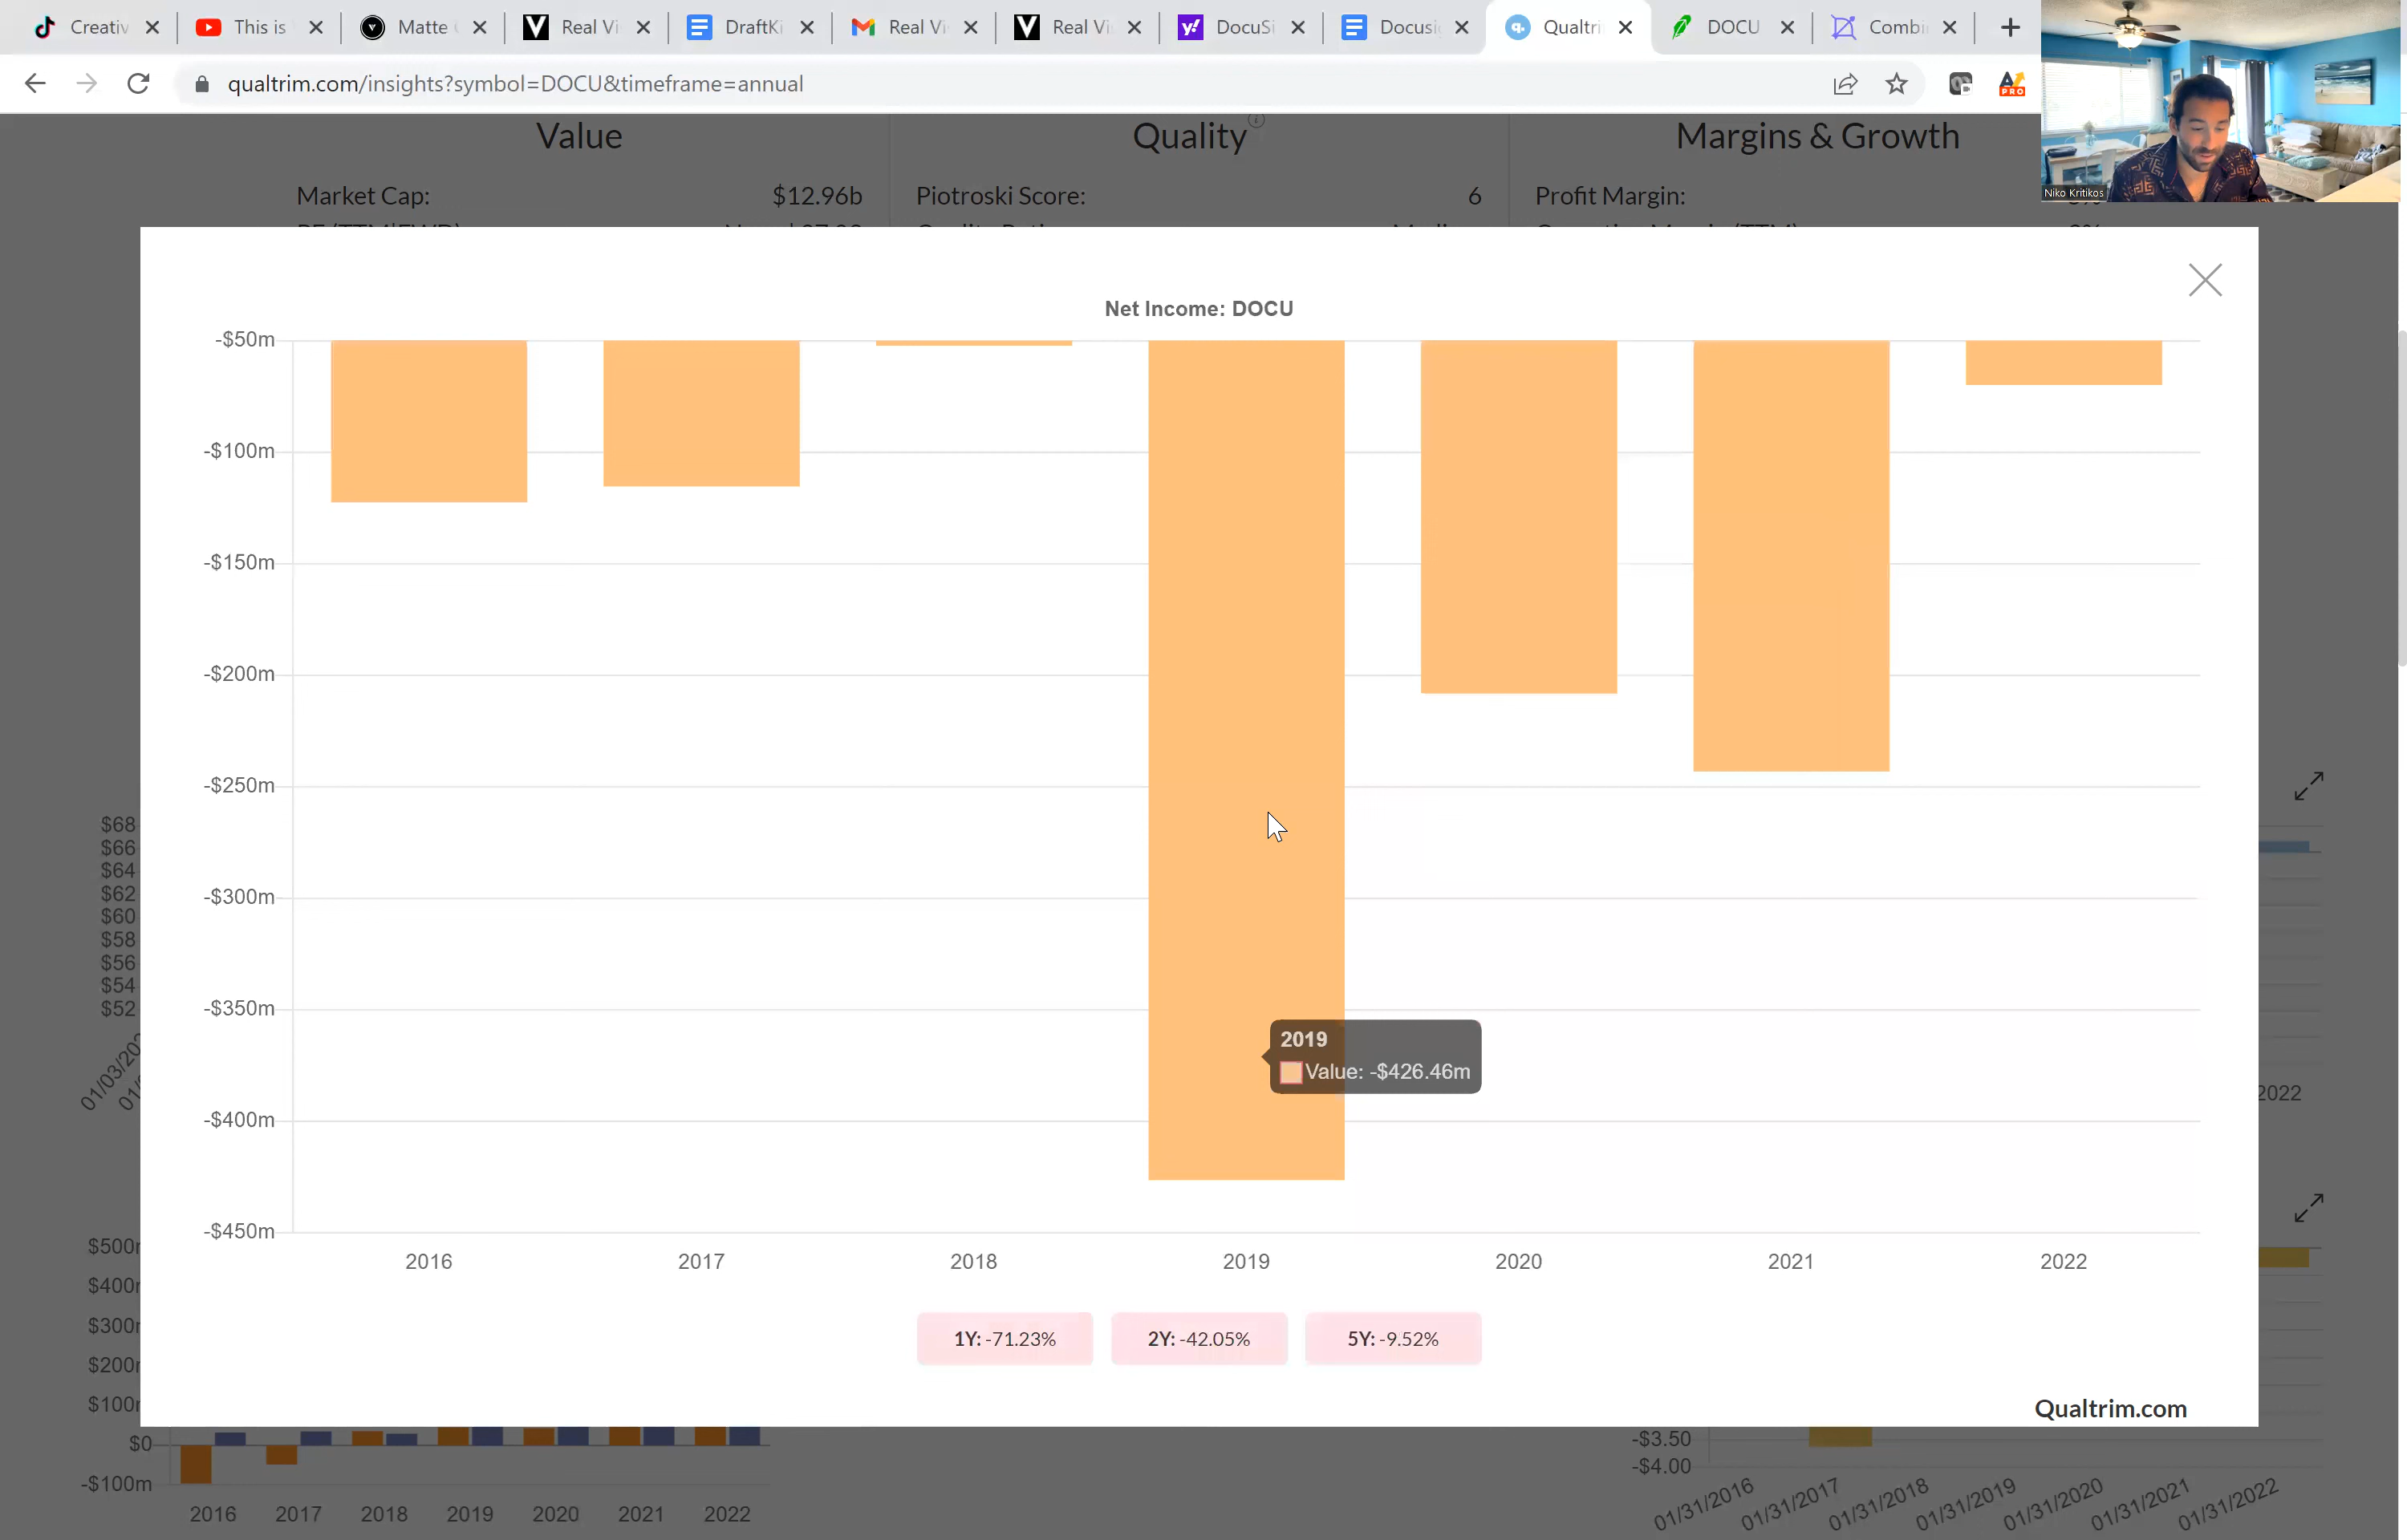 Creativ
This is
Matte
Real Vi
DraftKi
Real Vi
Real Vi
DocuSi
Docusi
Qualtri
DOCU
Combi
qualtrim.com/insights?symbol=DOCU&timeframe=annual
PRO
Niko Kritikos
Value
Quality
Margins & Growth
Market Cap: $12.96b
Piotroski Score: 6
Profit Margin:
Net Income: DOCU
-$50m
-$100m
-$150m
-$200m
-$250m
-$300m
-$350m
-$400m
-$450m
2019
Value: -$426.46m
2016 2017 2018 2019 2020 2021 2022
1Y: -71.23% 2Y: -42.05% 5Y: -9.52%
Qualtrim.com
$68
$66
$64
$62
$60
$58
$56
$54
$52
2022
$500m
$400m
$300m
$200m
$100m
$0
-$100m
2016 2017 2018 2019 2020 2021 2022
-$3.50
-$4.00
01/31/2016 01/31/2017 01/31/2018 01/31/2019 01/31/2020 01/31/2021 01/31/2022